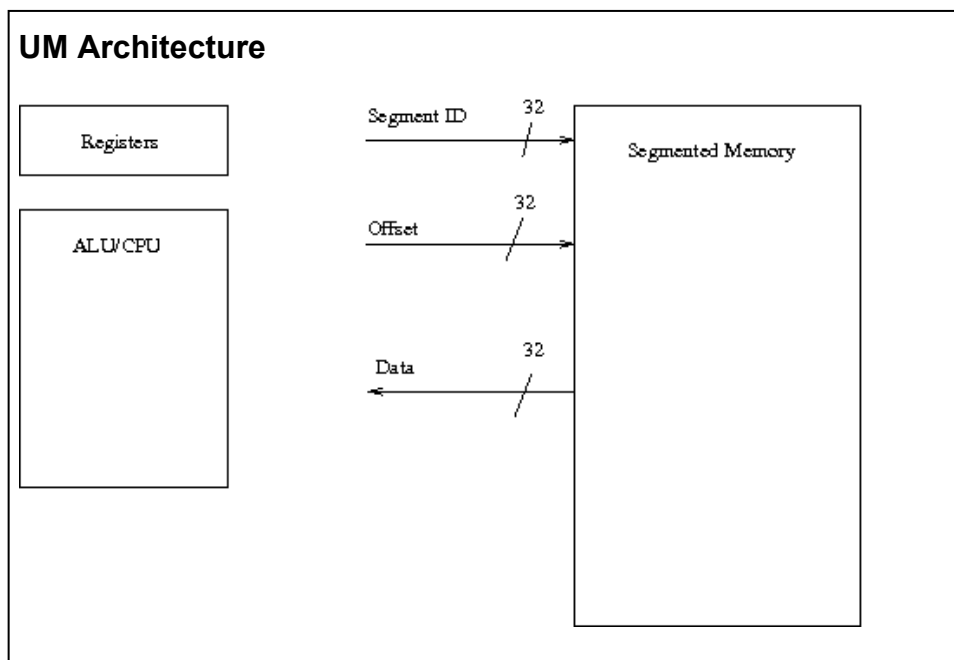 UM Architecture
Registers
ALU/CPU
Segment ID
32
Offset
32
Data
32
Segmented Memory